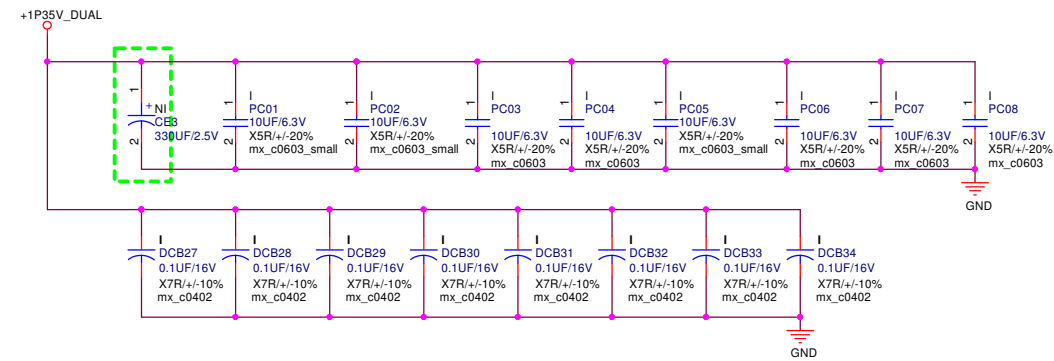 +1P35V_DUAL
1
+
NI
CE3
330UF/2.5V
2
I
1
PC01
10UF/6.3V
2
X5R/+/-20%
mx_c0603_small
I
1
PC02
10UF/6.3V
2
X5R/+/-20%
mx_c0603_small
I
1
PC03
10UF/6.3V
2
X5R/+/-20%
mx_c0603
I
1
PC04
10UF/6.3V
2
X5R/+/-20%
mx_c0603
I
1
PC05
10UF/6.3V
2
X5R/+/-20%
mx_c0603_small
I
1
PC06
10UF/6.3V
2
X5R/+/-20%
mx_c0603
I
1
PC07
10UF/6.3V
2
X5R/+/-20%
mx_c0603
I
1
PC08
10UF/6.3V
2
X5R/+/-20%
mx_c0603
GND
I
DCB27
0.1UF/16V
X7R/+/-10%
mx_c0402
I
DCB28
0.1UF/16V
X7R/+/-10%
mx_c0402
I
DCB29
0.1UF/16V
X7R/+/-10%
mx_c0402
I
DCB30
0.1UF/16V
X7R/+/-10%
mx_c0402
I
DCB31
0.1UF/16V
X7R/+/-10%
mx_c0402
I
DCB32
0.1UF/16V
X7R/+/-10%
mx_c0402
I
DCB33
0.1UF/16V
X7R/+/-10%
mx_c0402
I
DCB34
0.1UF/16V
X7R/+/-10%
mx_c0402
GND